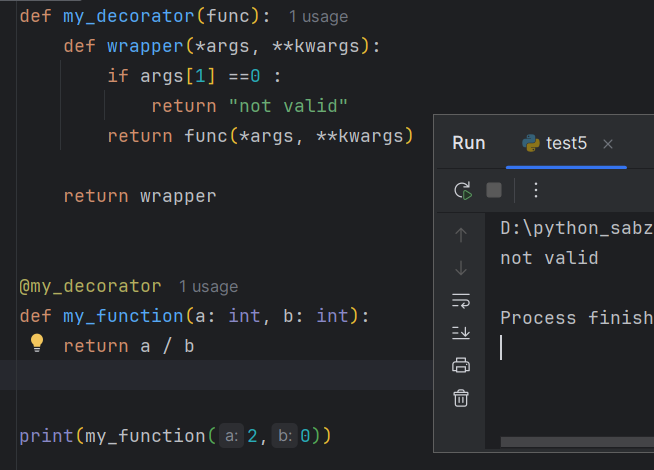 def my_decorator(func): 1 usage
    def wrapper(*args, **kwargs):
        if args[1] ==0 :
            return "not valid"
        return func(*args, **kwargs)
    return wrapper
@my_decorator 1 usage
def my_function(a: int, b: int):
    return a / b
print(my_function( a: 2, b: 0))
Run test5
D:\python_sabz
not valid
Process finish